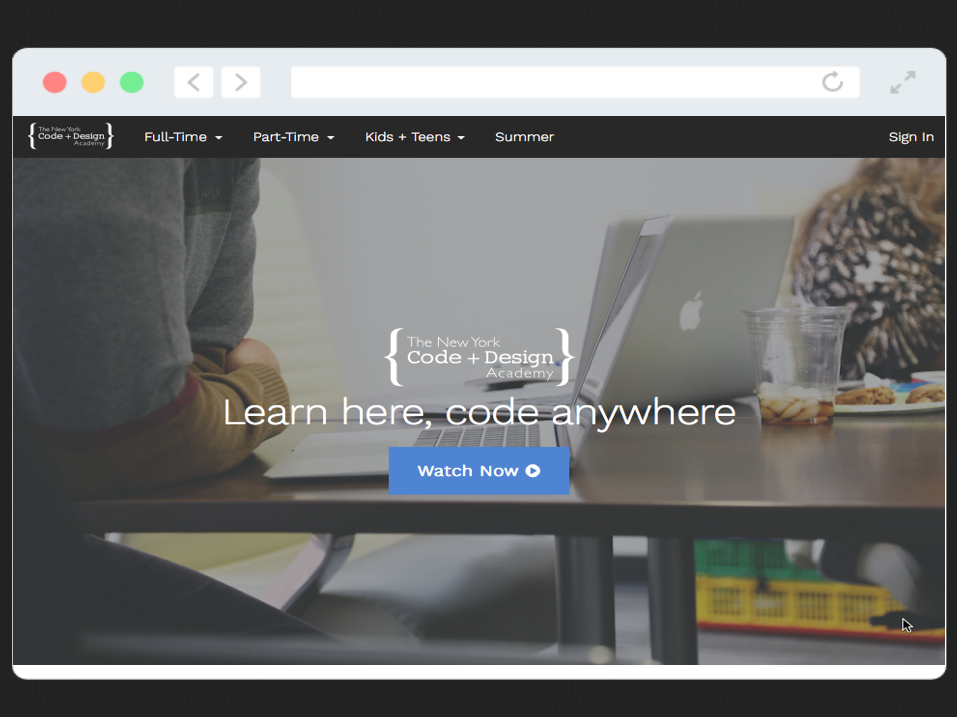 The New York
Code + Design
Academy
Full-Time
Part-Time
Kids + Teens
Summer
Sign In
The New York
Code + Design
Academy
Learn here, code anywhere
Watch Now